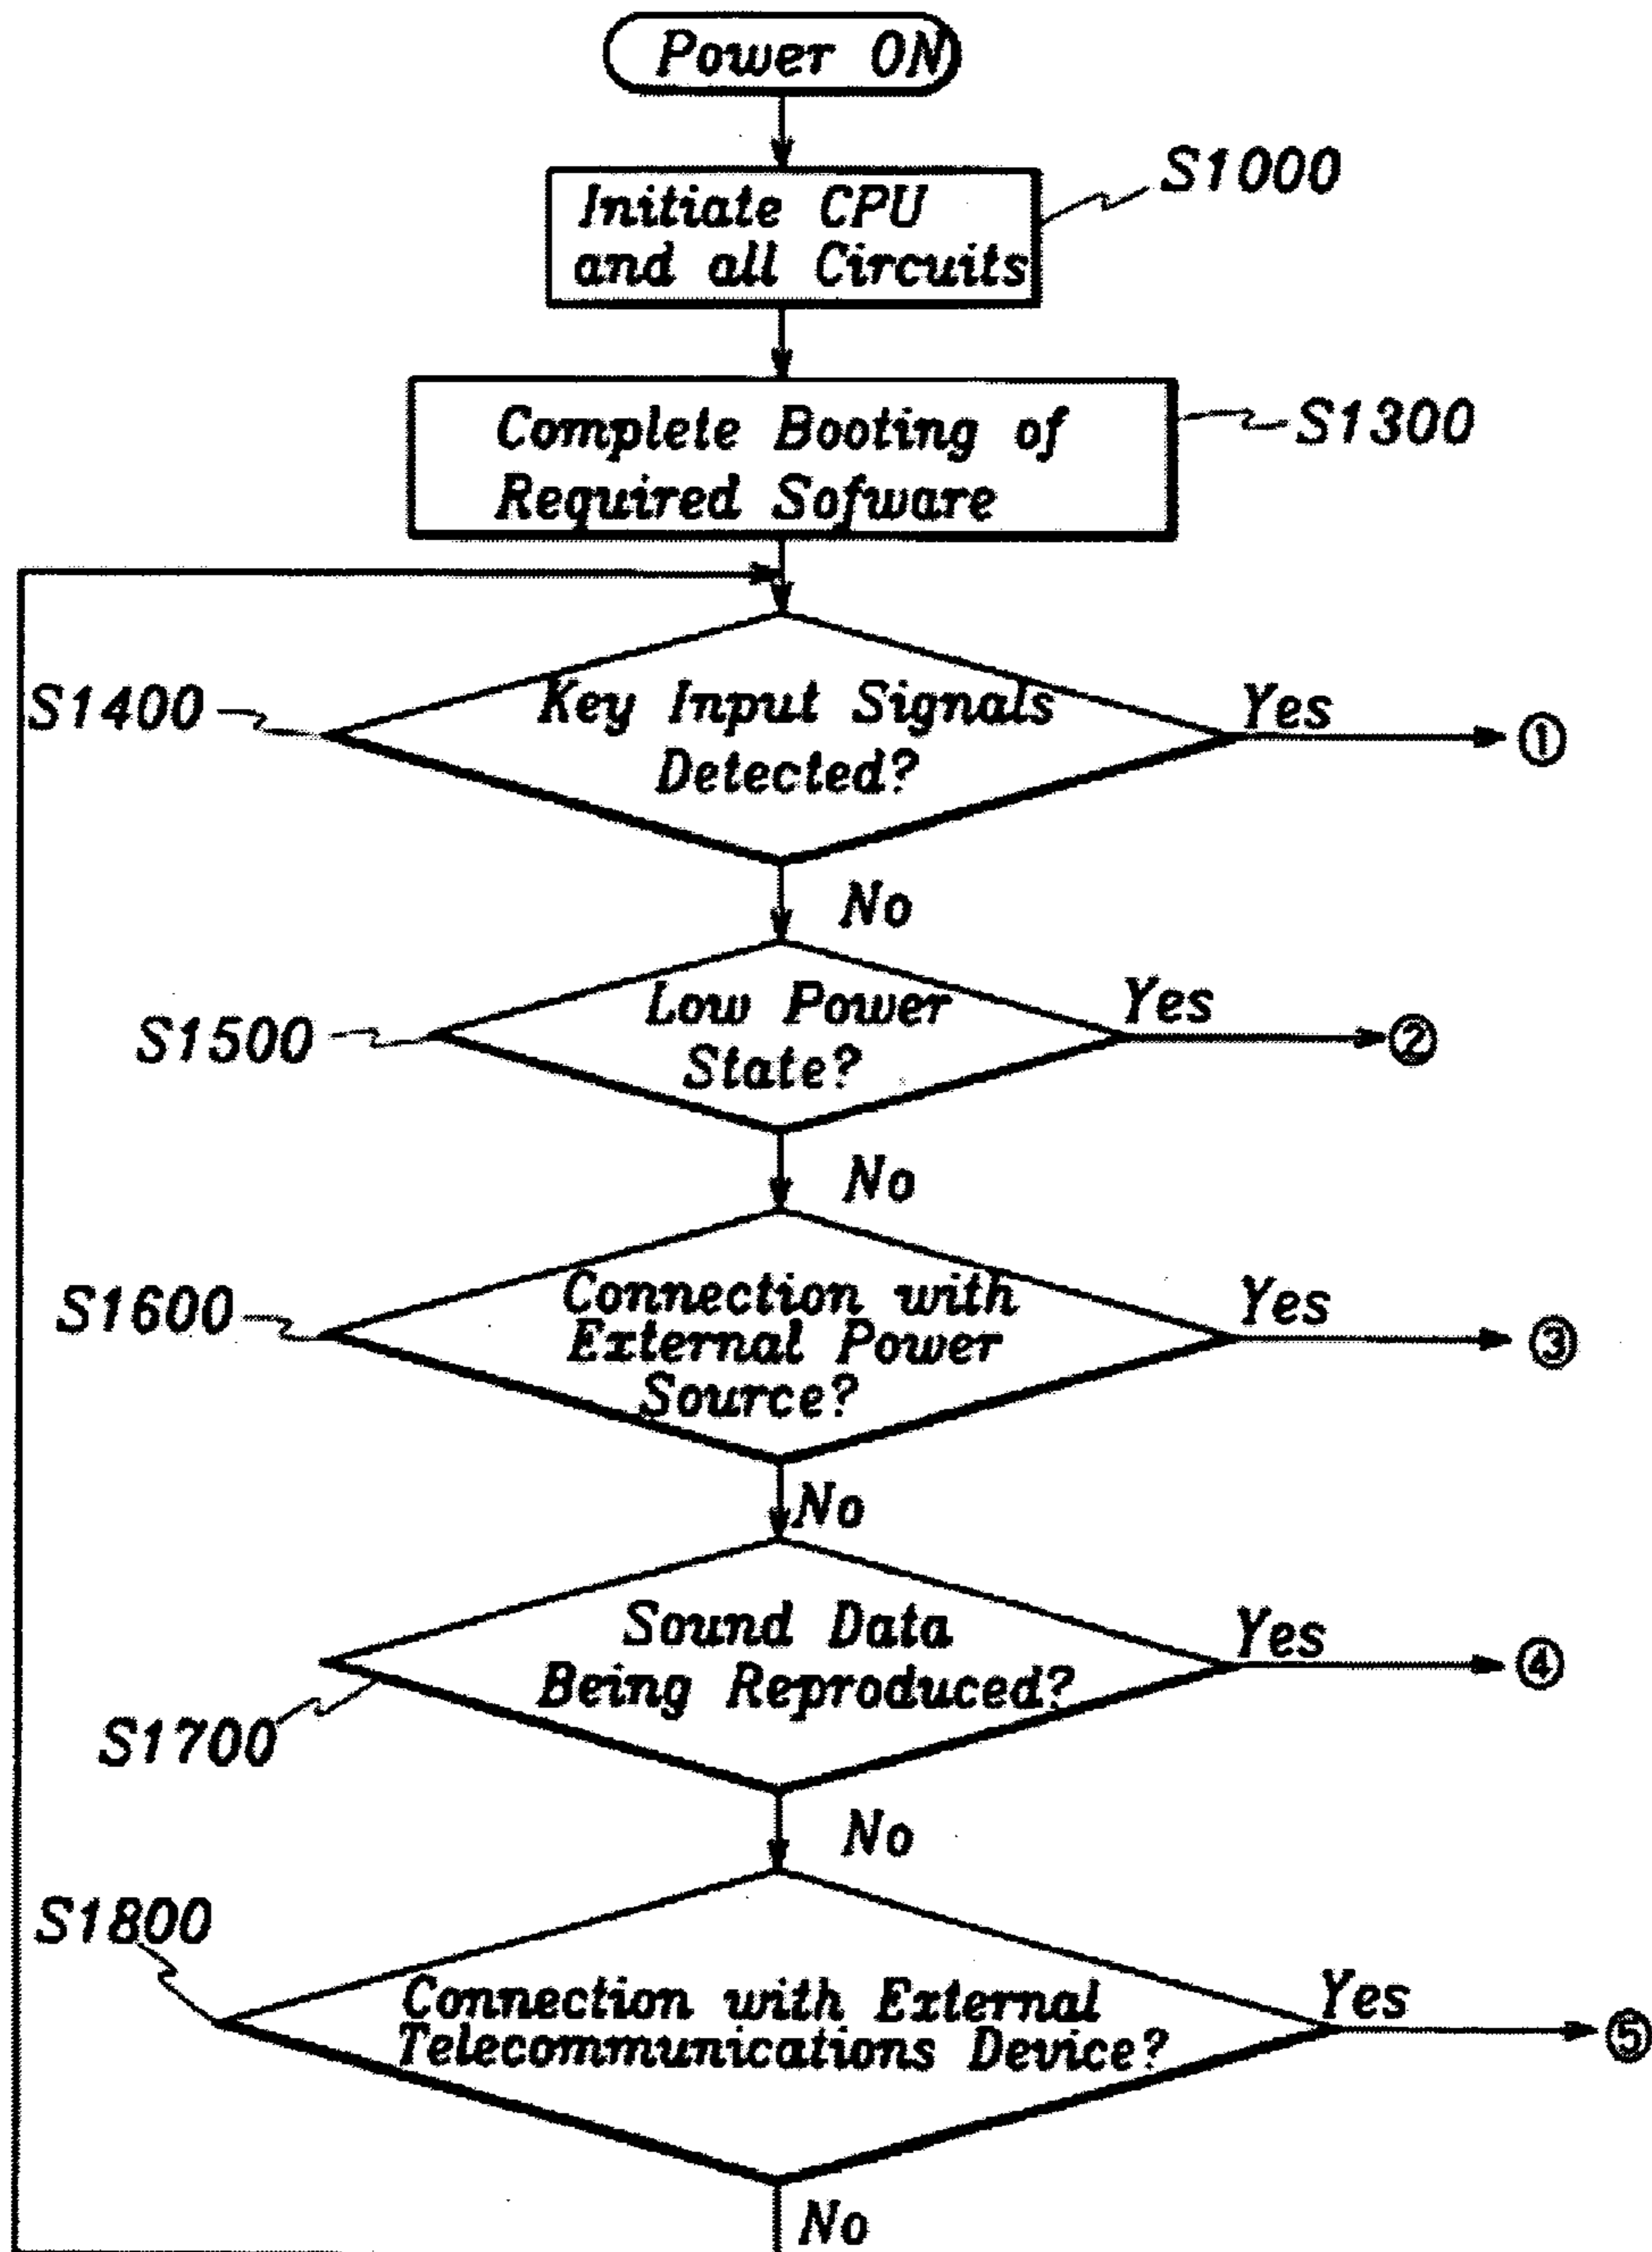 Power ON
S1000
Initiate CPU
and all Circuits
S1300
Complete Booting of
Required Sofware
S1400
Key Input Signals
Detected?
Yes
①
No
S1500
Low Power
State?
Yes
②
No
S1600
Connection with
External Power
Source?
Yes
③
No
Sound Data
Being Reproduced?
Yes
④
S1700
No
S1800
Connection with External
Telecommunications Device?
Yes
⑤
No